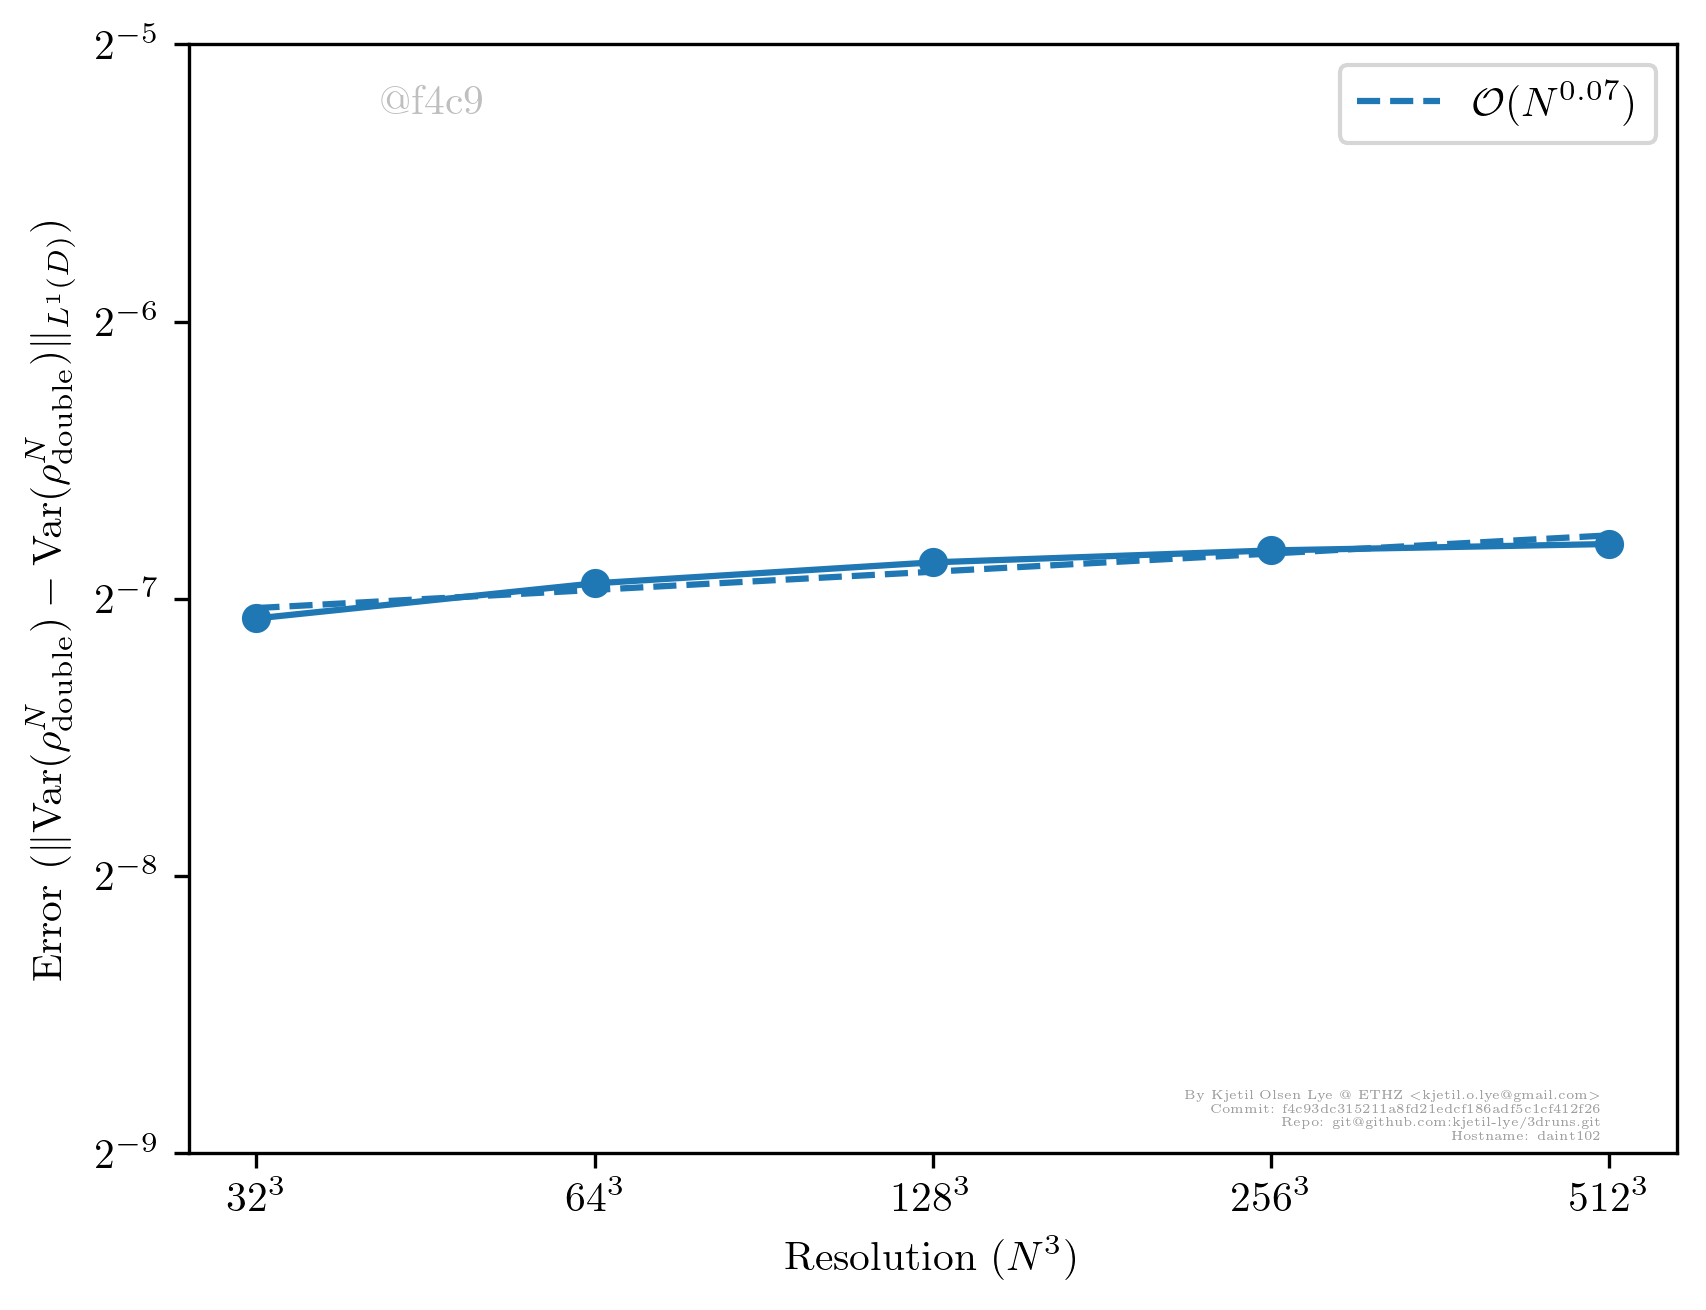 @f4c9
𝒪(N^0.07)
Error (||Var(ρ^N_double) − Var(ρ^N_double)||_L^1(D))
2^−5
2^−6
2^−7
2^−8
2^−9
By Kjetil Olsen Lye @ ETHZ <kjetil.o.lye@gmail.com>
Commit: f4c93dc315211a8fd21edcf186adf5c1cf412f26
Repo: git@github.com:kjetil-lye/3druns.git
Hostname: daint102
32^3 64^3 128^3 256^3 512^3
Resolution (N^3)